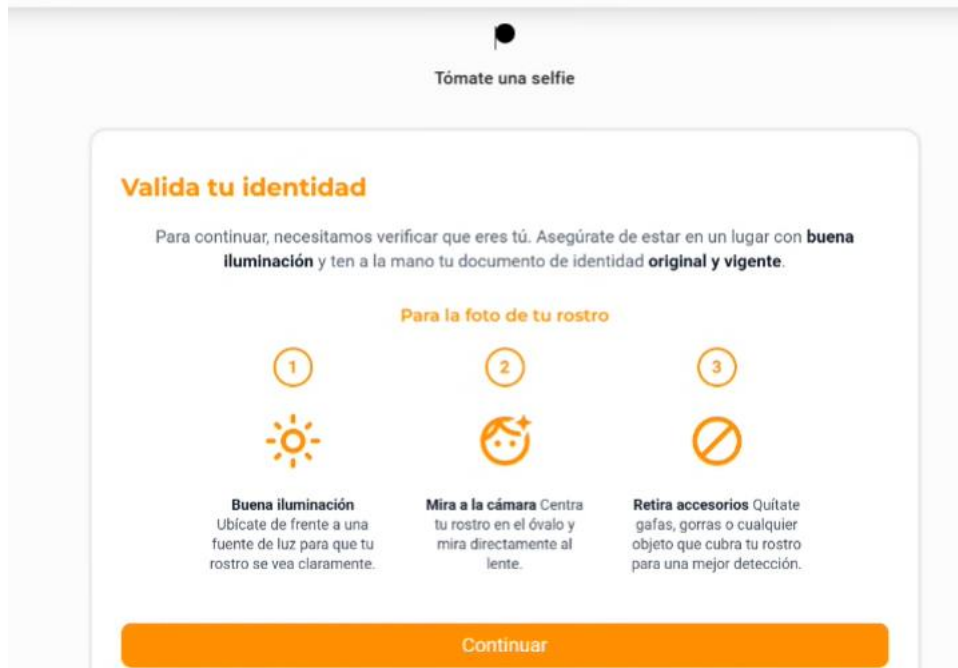 Tómate una selfie
Valida tu identidad
Para continuar, necesitamos verificar que eres tú. Asegúrate de estar en un lugar con buena
iluminación y ten a la mano tu documento de identidad original y vigente.
Para la foto de tu rostro
1
2
3
Buena iluminación
Ubícate de frente a una
fuente de luz para que tu
rostro se vea claramente.
Mira a la cámara Centra
tu rostro en el óvalo y
mira directamente al
lente.
Retira accesorios Quítate
gafas, gorras o cualquier
objeto que cubra tu rostro
para una mejor detección.
Continuar